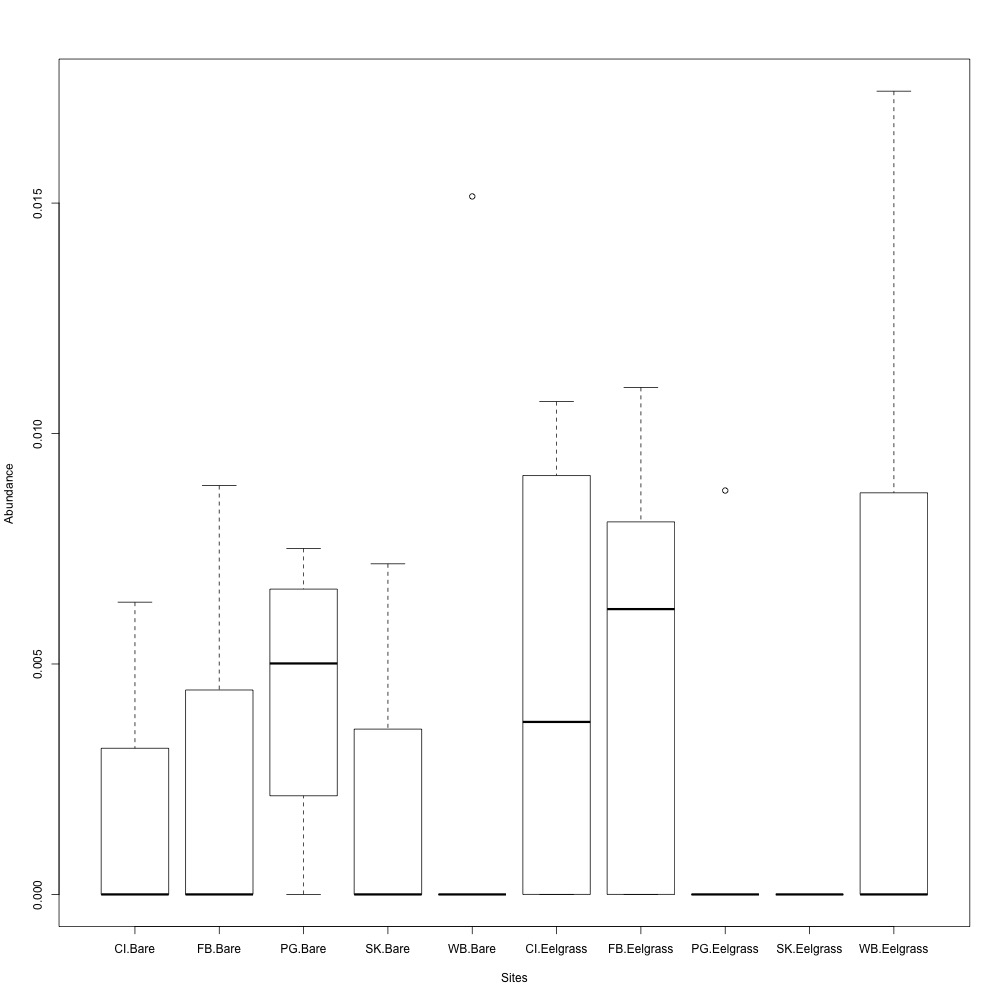 Abundance
0.015
0.010
0.005
0.000
CI.Bare FB.Bare PG.Bare SK.Bare WB.Bare CI.Eelgrass FB.Eelgrass PG.Eelgrass SK.Eelgrass WB.Eelgrass
Sites